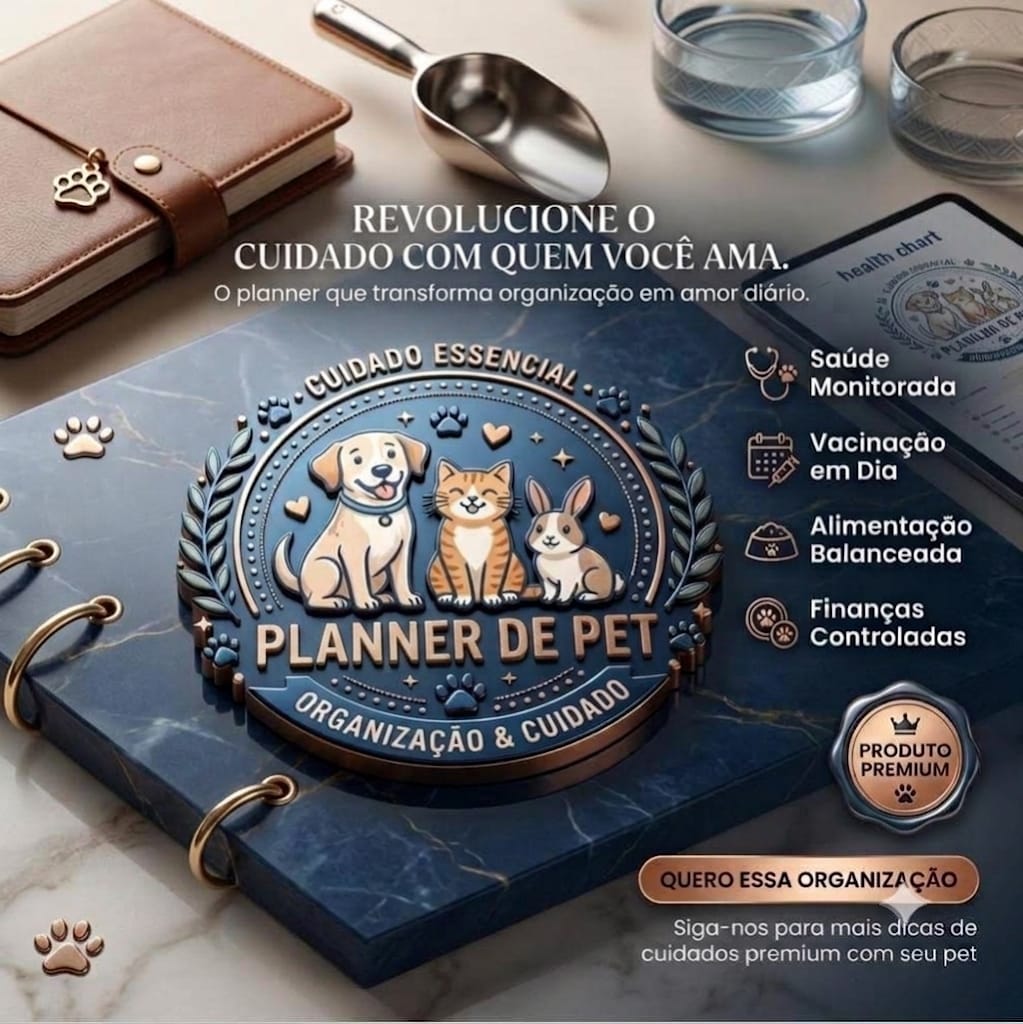 REVOLUCIONE O
CUIDADO COM QUEM VOCÊ AMA.
O planner que transforma organização em amor diário.
health chart
CUIDADO ESSENCIAL
PLANNER DE PET
ORGANIZAÇÃO & CUIDADO
Saúde
Monitorada
Vacinação
em Dia
Alimentação
Balanceada
Finanças
Controladas
PRODUTO
PREMIUM
QUERO ESSA ORGANIZAÇÃO
Siga-nos para mais dicas de
cuidados premium com seu pet